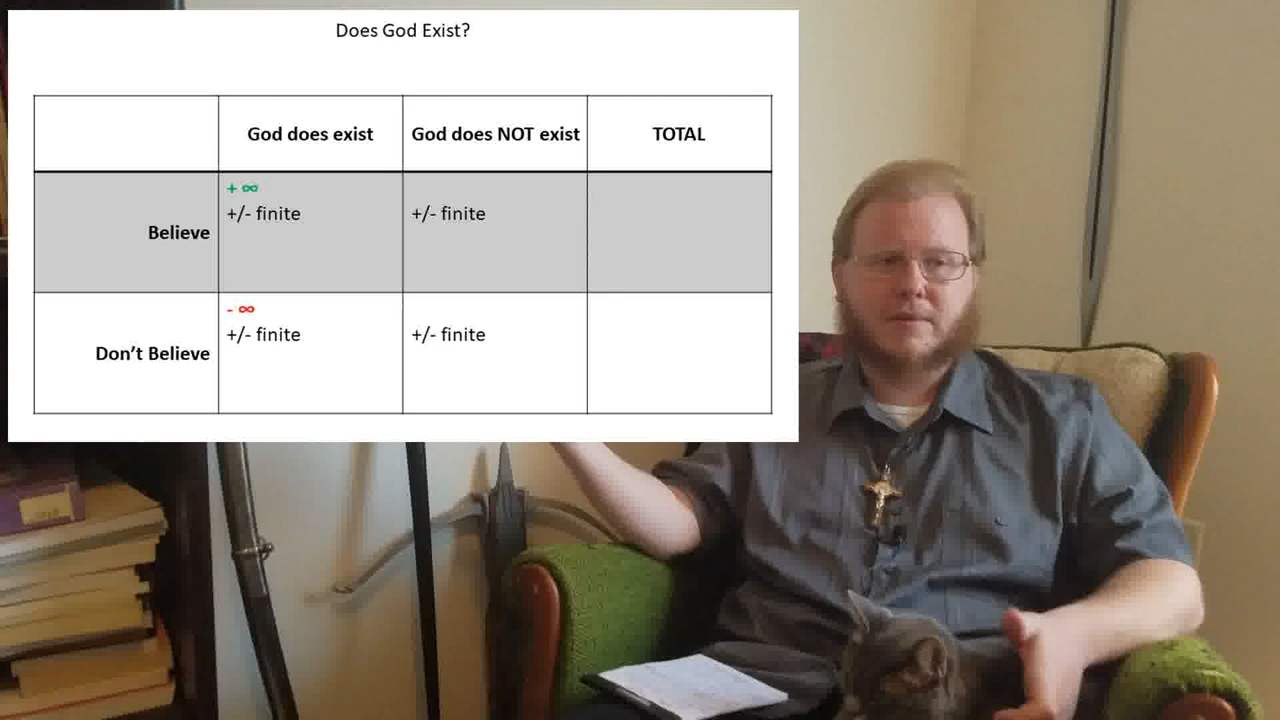 Does God Exist?
God does exist
God does NOT exist
TOTAL
Believe
+ ∞
+/- finite
+/- finite
Don’t Believe
- ∞
+/- finite
+/- finite